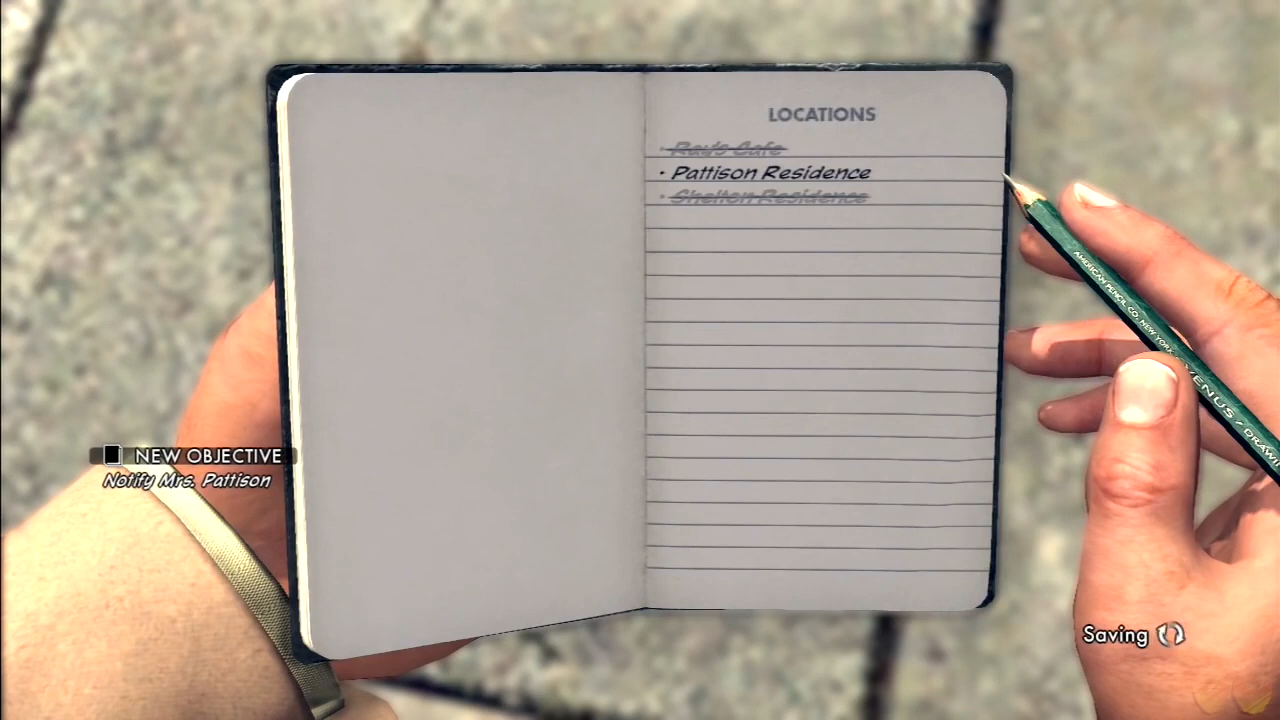 LOCATIONS
• Ray's Cafe
• Pattison Residence
• Shelton Residence
AMERICAN PENCIL CO. NEW YORK
VENUS / DRAWI
NEW OBJECTIVE
Notify Mrs. Pattison
Saving